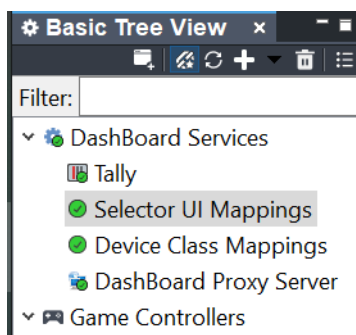 Basic Tree View
Filter:
DashBoard Services
Tally
Selector UI Mappings
Device Class Mappings
DashBoard Proxy Server
Game Controllers